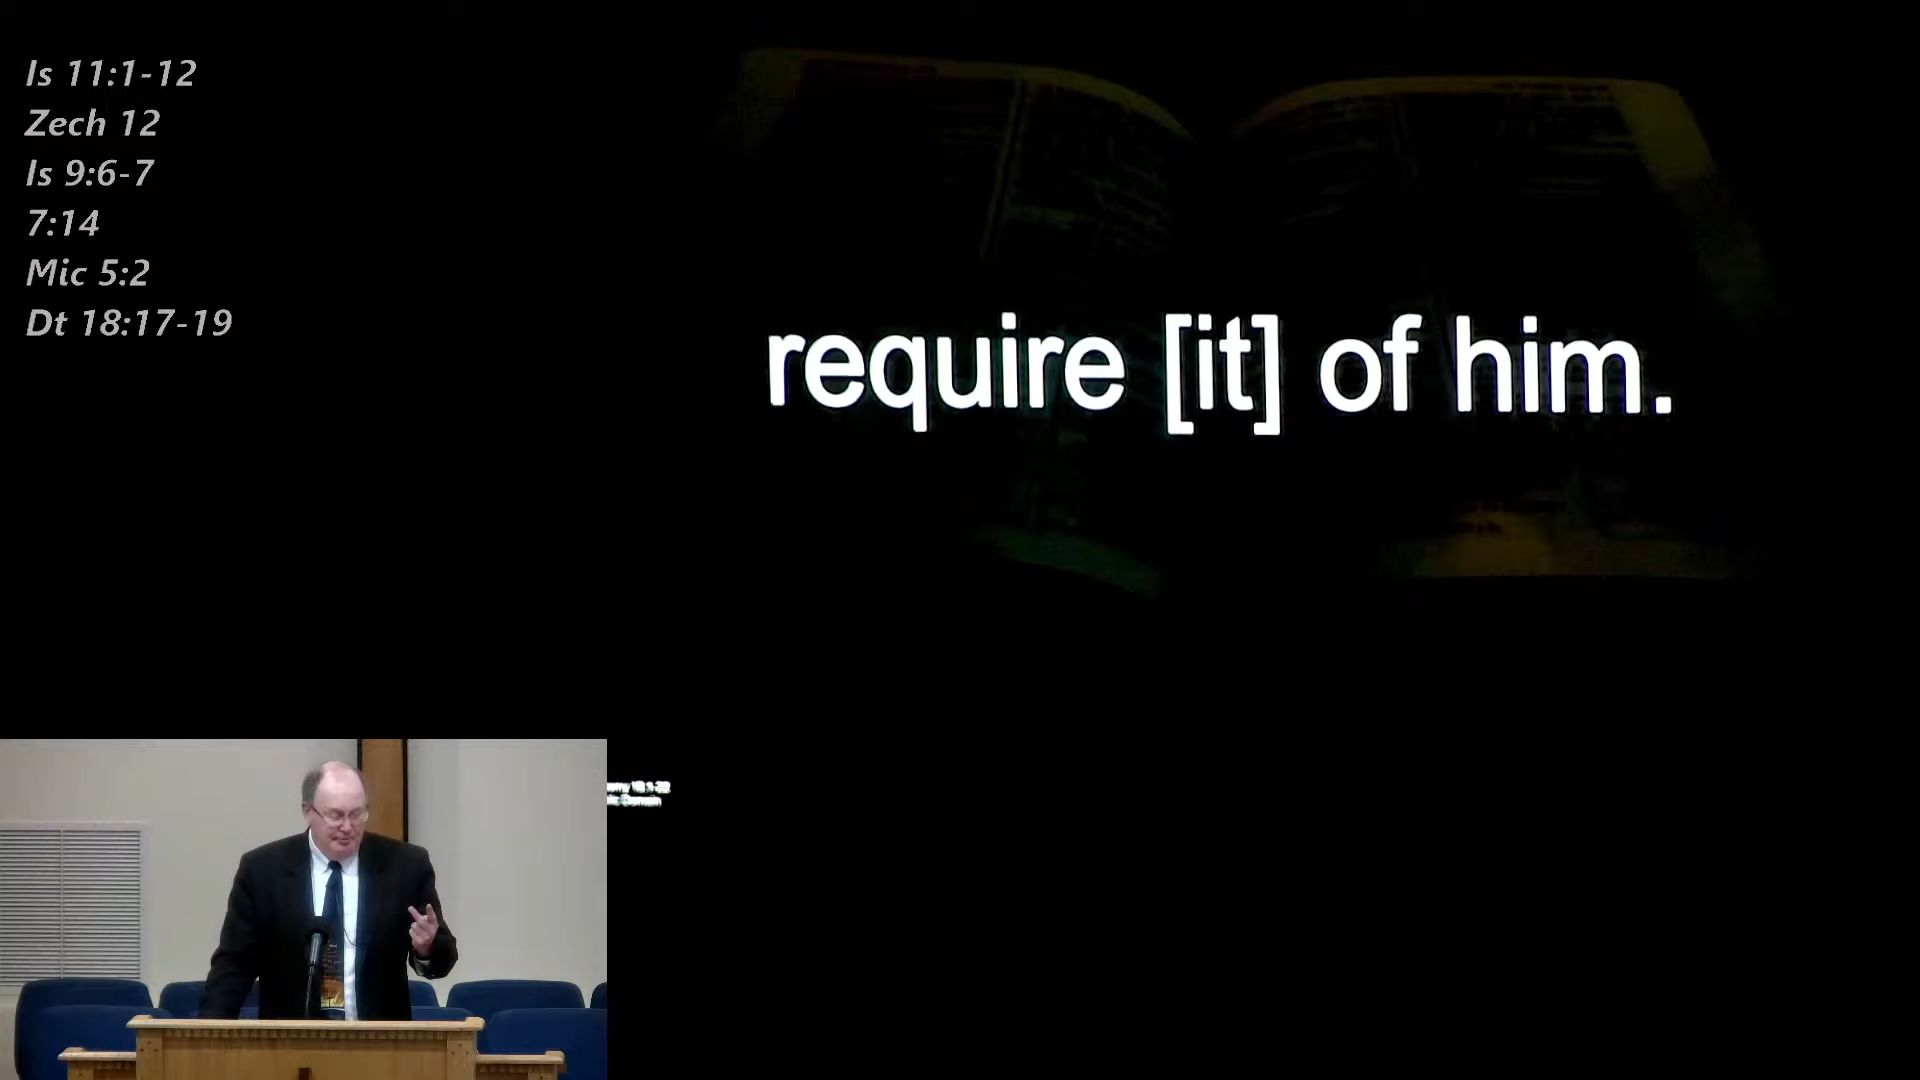 Is 11:1-12
Zech 12
Is 9:6-7
7:14
Mic 5:2
Dt 18:17-19
require [it] of him.